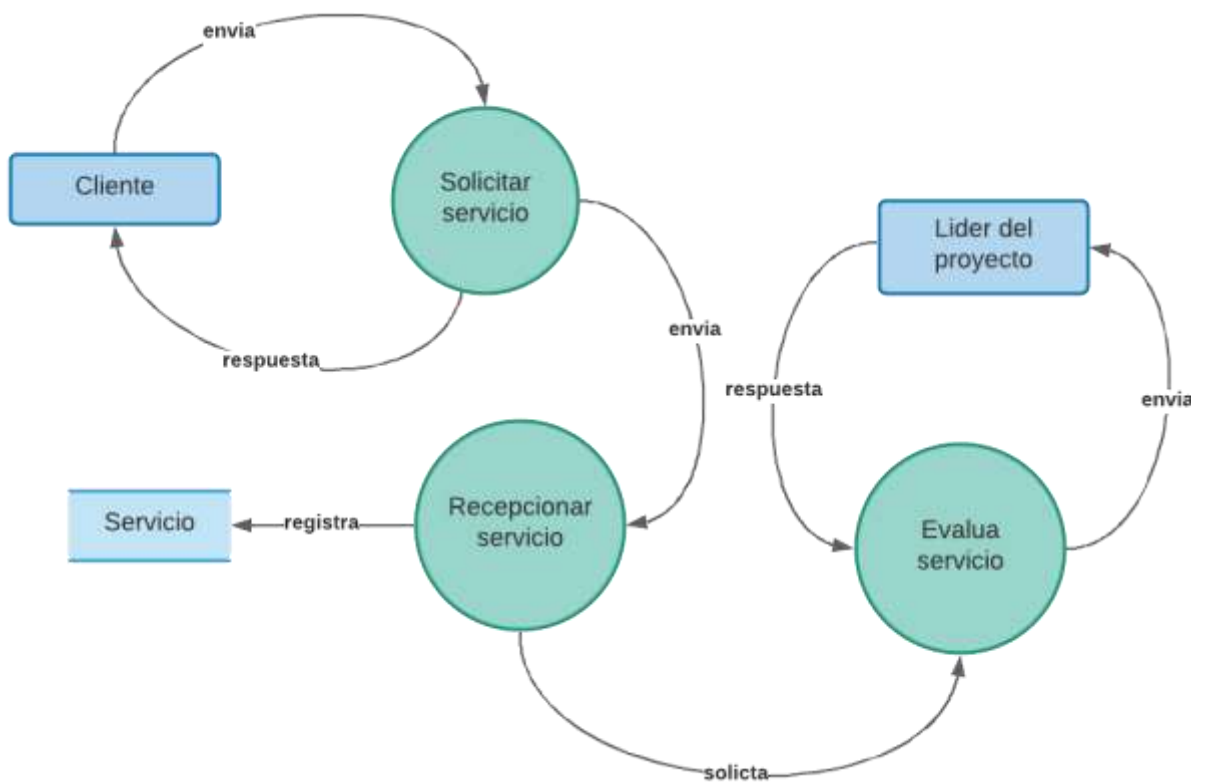 envia
Cliente
Solicitar
servicio
Lider del
proyecto
envia
respuesta
respuesta
envia
Servicio
registra
Recepcionar
servicio
Evalua
servicio
solicta